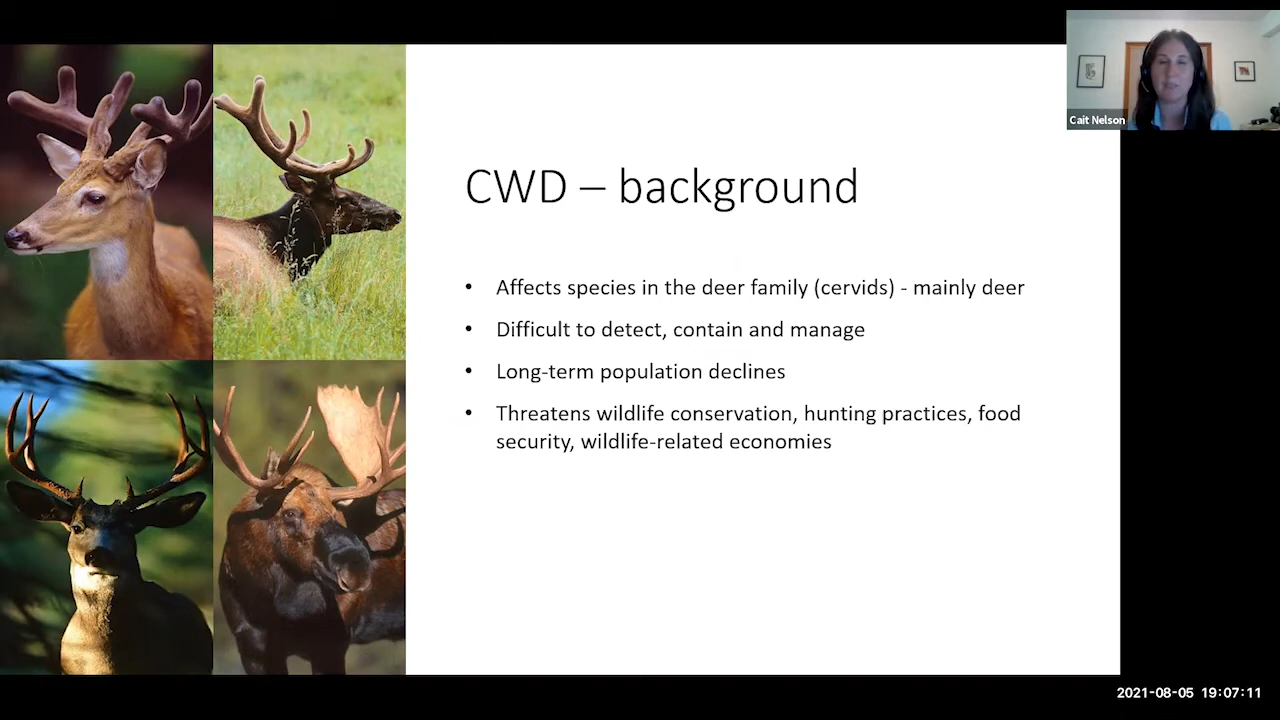 Cait Nelson
CWD – background
• Affects species in the deer family (cervids) - mainly deer
• Difficult to detect, contain and manage
• Long-term population declines
• Threatens wildlife conservation, hunting practices, food
security, wildlife-related economies
2021-08-05 19:07:11